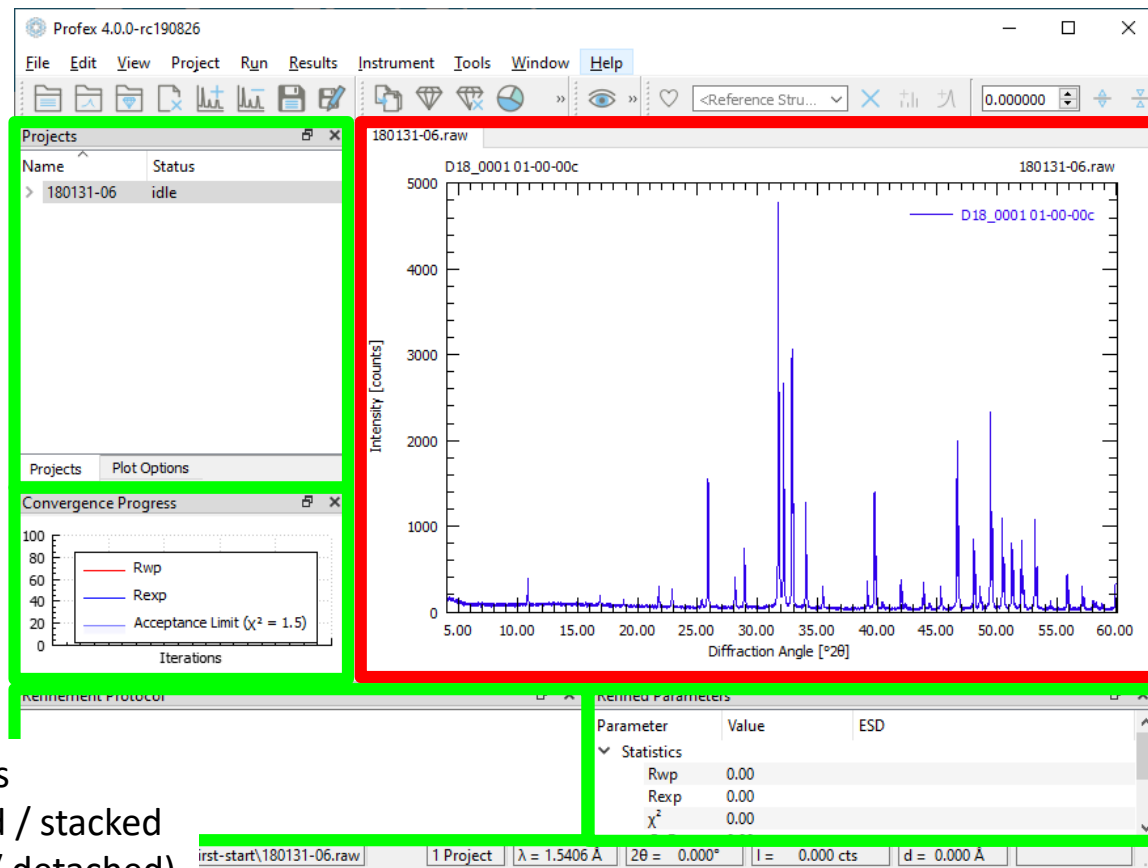 Profex 4.0.0-rc190826
File Edit View Project Run Results Instrument Tools Window Help
» » <Reference Stru... 0.000000
Projects
Name Status
180131-06 idle
Projects Plot Options
Convergence Progress
100
80
60
40
20
0
Rwp
Rexp
Acceptance Limit (χ² = 1.5)
Iterations
180131-06.raw
D18_0001 01-00-00c 180131-06.raw
D18_0001 01-00-00c
5000
4000
3000
2000
1000
0
Intensity [counts]
5.00 10.00 15.00 20.00 25.00 30.00 35.00 40.00 45.00 50.00 55.00 60.00
Diffraction Angle [°2θ]
Refinement Protocol
Refined Parameters
Parameter Value ESD
Statistics
Rwp 0.00
Rexp 0.00
χ² 0.00
s
/ stacked
/ detached)
irst-start\180131-06.raw 1 Project λ = 1.5406 Å 2θ = 0.000° I = 0.000 cts d = 0.000 Å